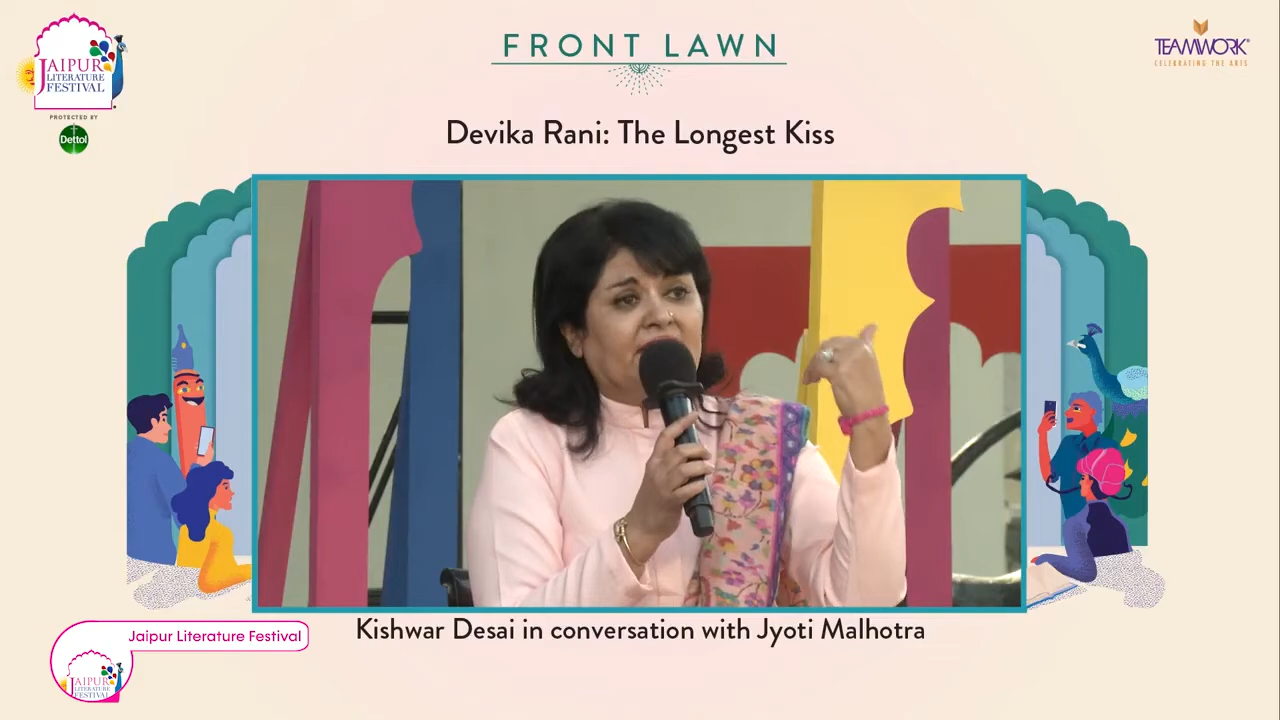 FRONT LAWN
JAIPUR
LITERATURE
FESTIVAL
PROTECTED BY
Dettol
TEAMWORK®
CELEBRATING THE ARTS
Devika Rani: The Longest Kiss
Kishwar Desai in conversation with Jyoti Malhotra
Jaipur Literature Festival
JAIPUR
LITERATURE
FESTIVAL